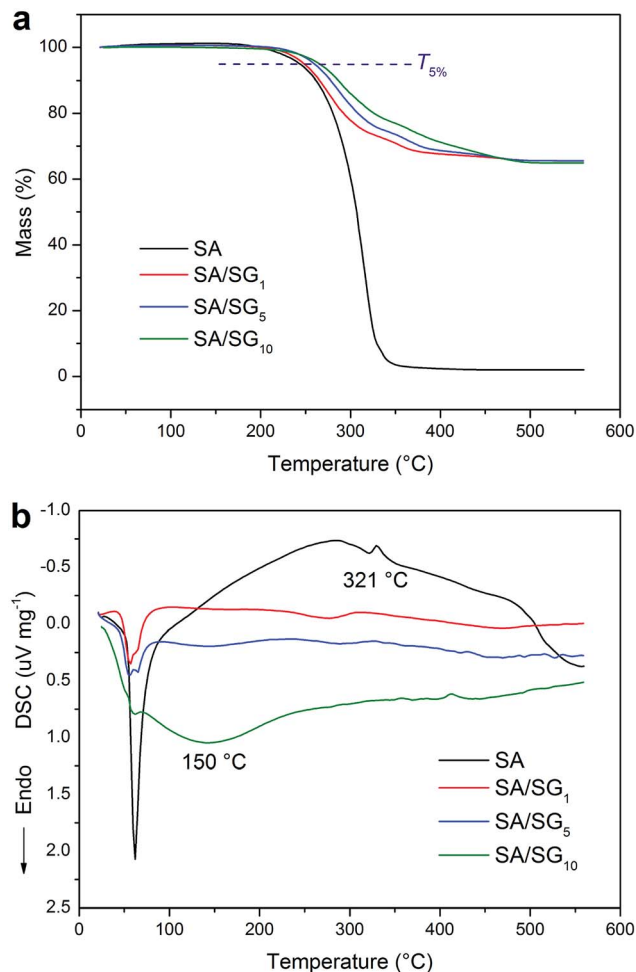 a
100
80
60
40
20
0
Mass (%)
T5%
SA
SA/SG1
SA/SG5
SA/SG10
0
100
200
300
400
500
600
Temperature (°C)
b
-1.0
-0.5
0.0
0.5
1.0
1.5
2.0
2.5
DSC (uV mg-1)
Endo
321 °C
150 °C
SA
SA/SG1
SA/SG5
SA/SG10
0
100
200
300
400
500
600
Temperature (°C)